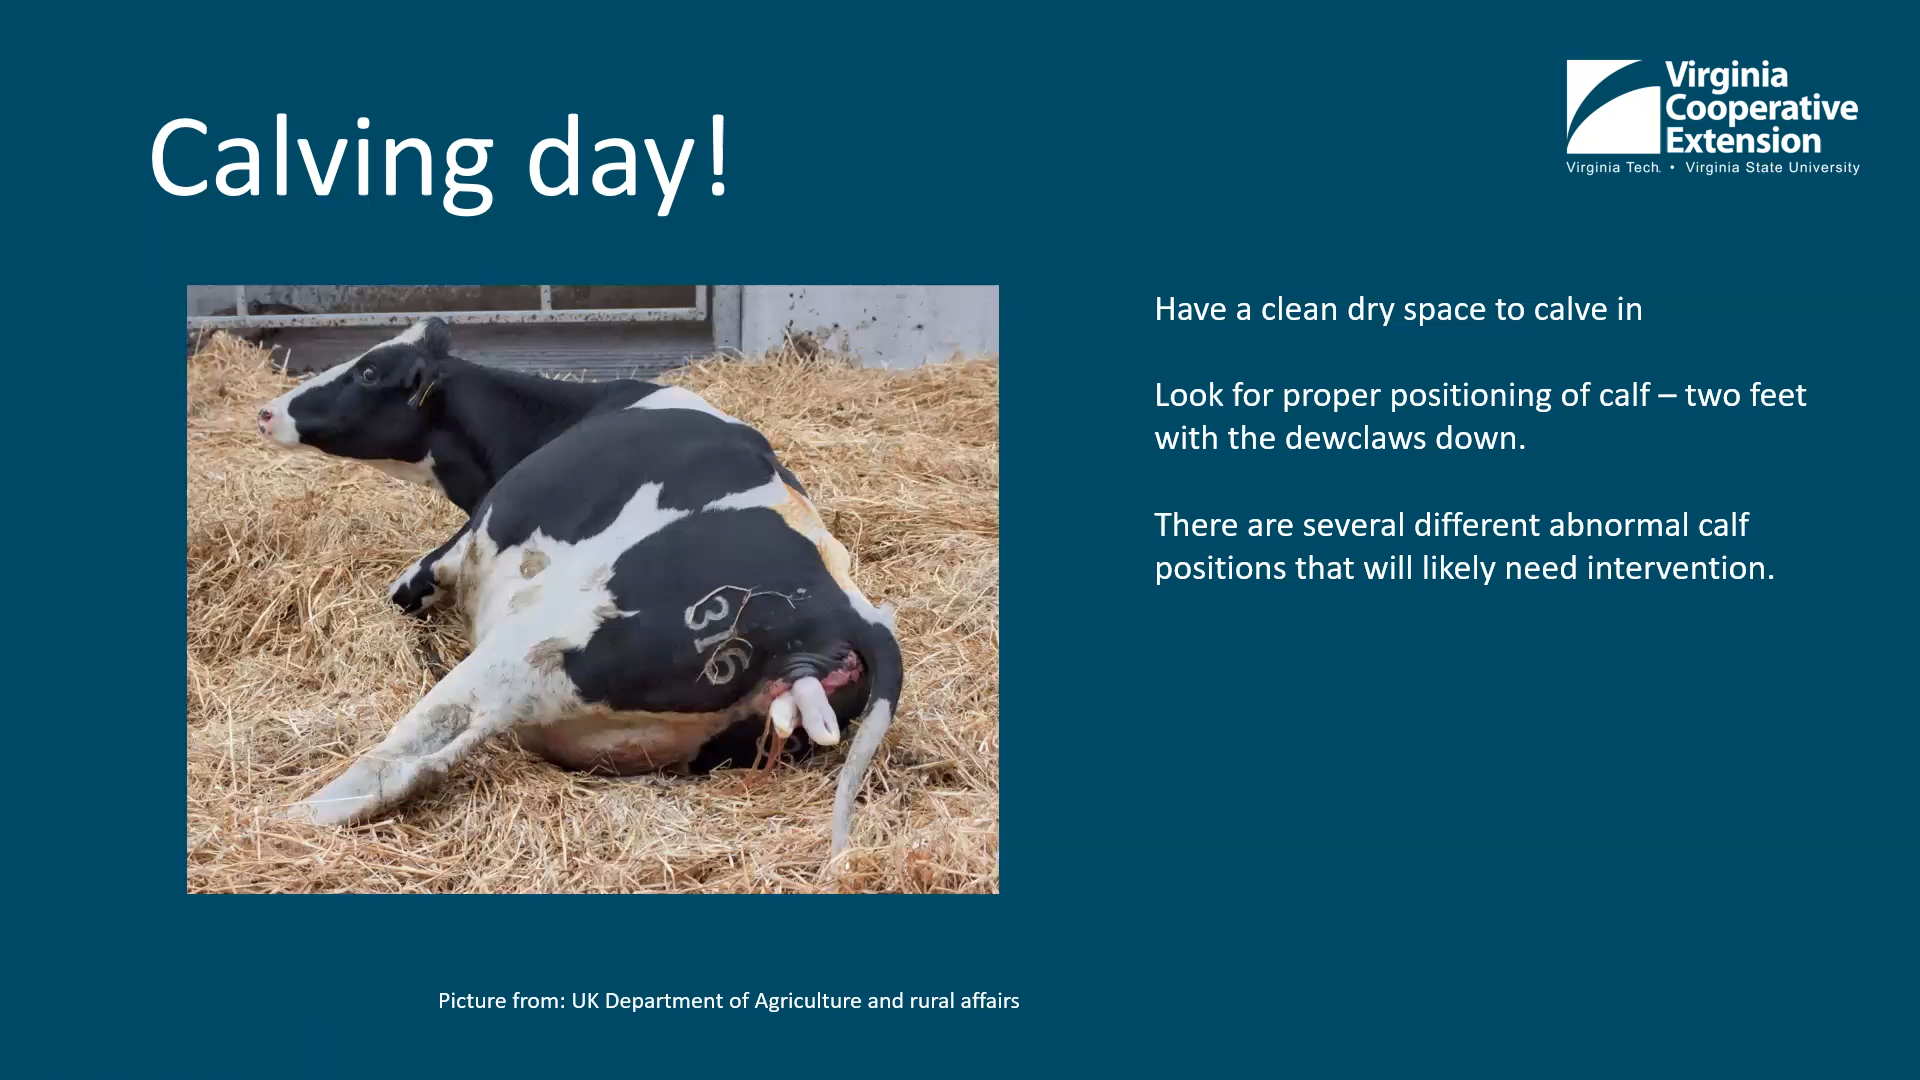 Calving day!
Virginia
Cooperative
Extension
Virginia Tech. • Virginia State University
Have a clean dry space to calve in
Look for proper positioning of calf – two feet
with the dewclaws down.
There are several different abnormal calf
positions that will likely need intervention.
316
Picture from: UK Department of Agriculture and rural affairs